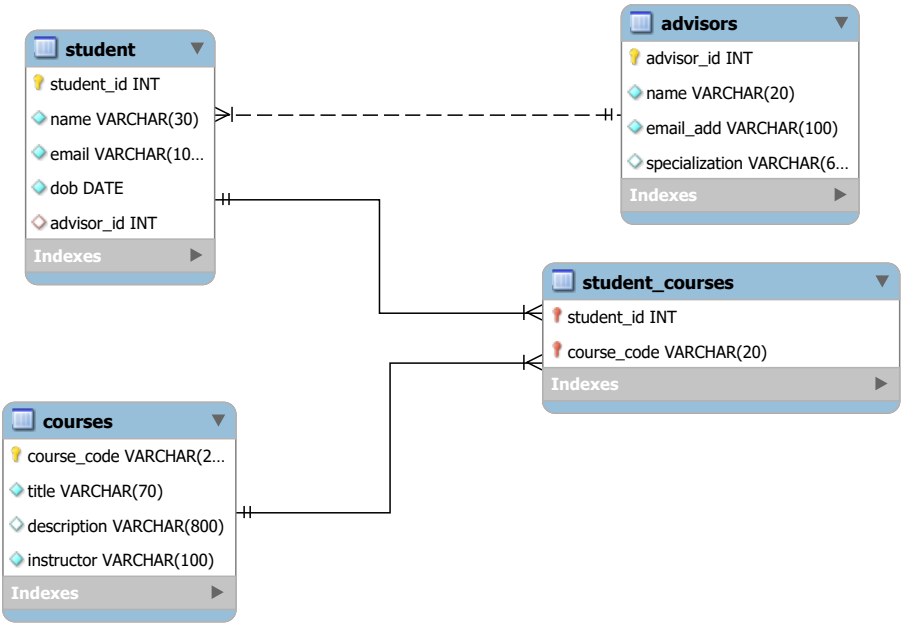 student
student_id INT
name VARCHAR(30)
email VARCHAR(10...
dob DATE
advisor_id INT
Indexes
advisors
advisor_id INT
name VARCHAR(20)
email_add VARCHAR(100)
specialization VARCHAR(6...
Indexes
student_courses
student_id INT
course_code VARCHAR(20)
Indexes
courses
course_code VARCHAR(2...
title VARCHAR(70)
description VARCHAR(800)
instructor VARCHAR(100)
Indexes